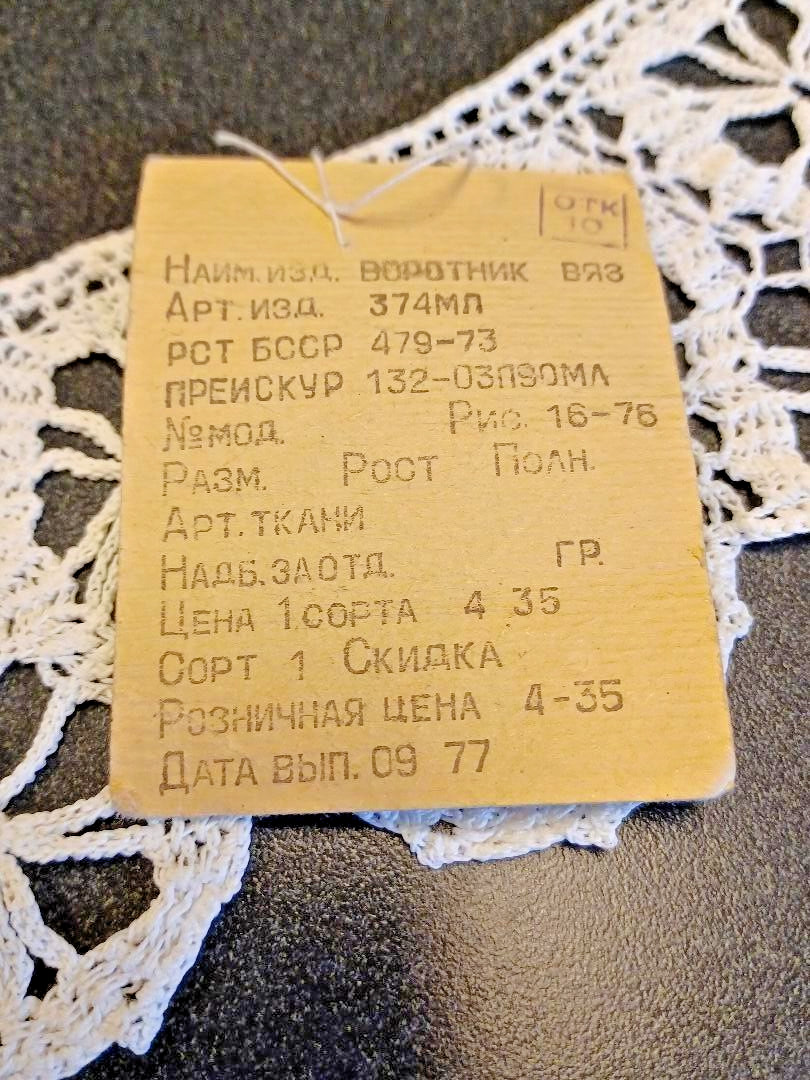 ОТК
10
НАИМ.ИЗД. ВОРОТНИК ВЯЗ
АРТ.ИЗД. 374МЛ
РСТ БССР 479-73
ПРЕИСКУР 132-03П90МЛ
№МОД. РИС. 16-76
РАЗМ. РОСТ ПОЛН.
АРТ.ТКАНИ
НАДБ.ЗА ОТД. ГР.
ЦЕНА 1 СОРТА 4 35
СОРТ 1 СКИДКА
РОЗНИЧНАЯ ЦЕНА 4-35
ДАТА ВЫП. 09 77